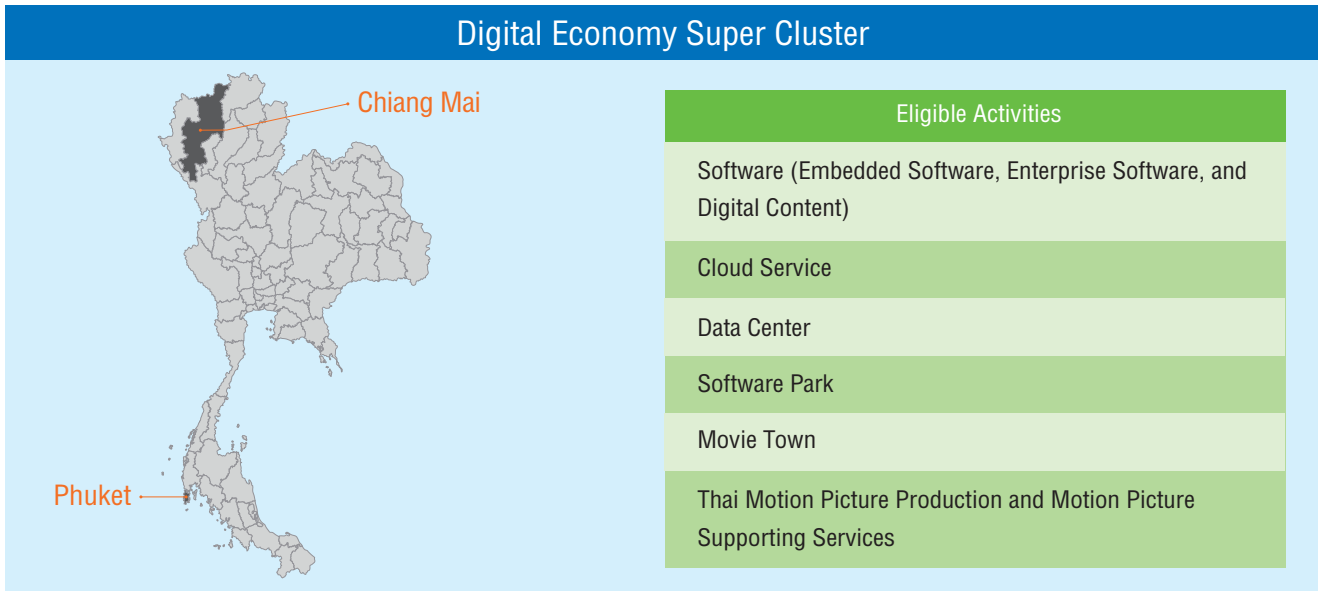 Digital Economy Super Cluster
Chiang Mai
Phuket
Eligible Activities
Software (Embedded Software, Enterprise Software, and
Digital Content)
Cloud Service
Data Center
Software Park
Movie Town
Thai Motion Picture Production and Motion Picture
Supporting Services